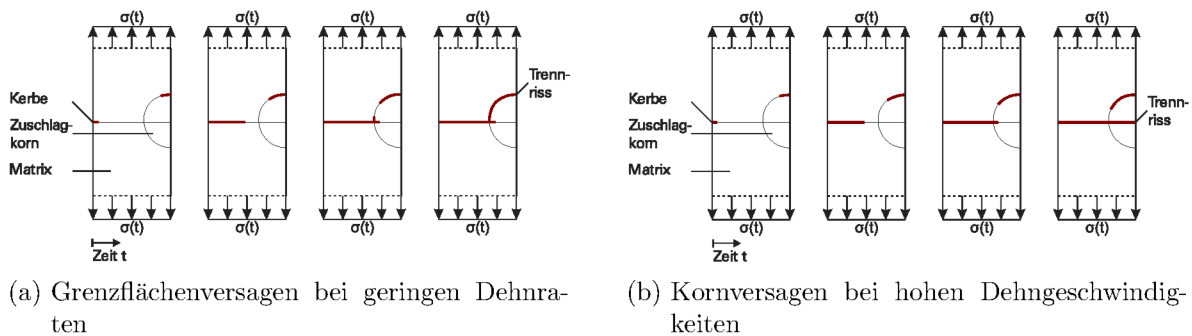 σ(t) σ(t) σ(t) σ(t)
Kerbe
Zuschlag-
korn
Matrix
Trenn-
riss
σ(t) σ(t) σ(t) σ(t)
Zeit t
(a) Grenzflächenversagen bei geringen Dehnra-
ten
σ(t) σ(t) σ(t) σ(t)
Kerbe
Zuschlag-
korn
Matrix
Trenn-
riss
σ(t) σ(t) σ(t) σ(t)
Zeit t
(b) Kornversagen bei hohen Dehngeschwindig-
keiten